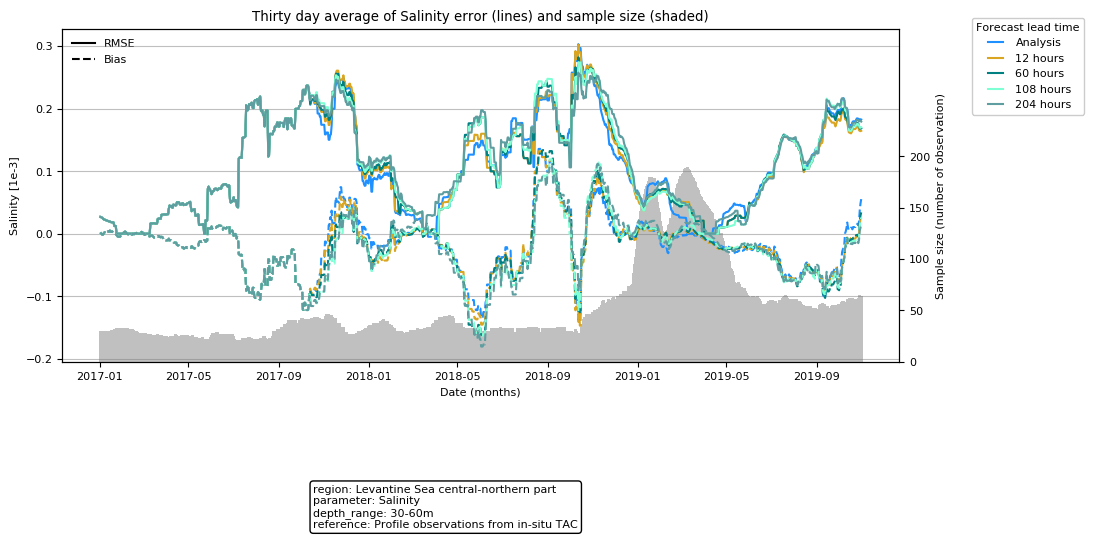 Thirty day average of Salinity error (lines) and sample size (shaded)
RMSE
Bias
Forecast lead time
Analysis
12 hours
60 hours
108 hours
204 hours
Salinity [1e-3]
0.3
0.2
0.1
0.0
−0.1
−0.2
Sample size (number of observation)
200
150
100
50
0
2017-01 2017-05 2017-09 2018-01 2018-05 2018-09 2019-01 2019-05 2019-09
Date (months)
region: Levantine Sea central-northern part
parameter: Salinity
depth_range: 30-60m
reference: Profile observations from in-situ TAC